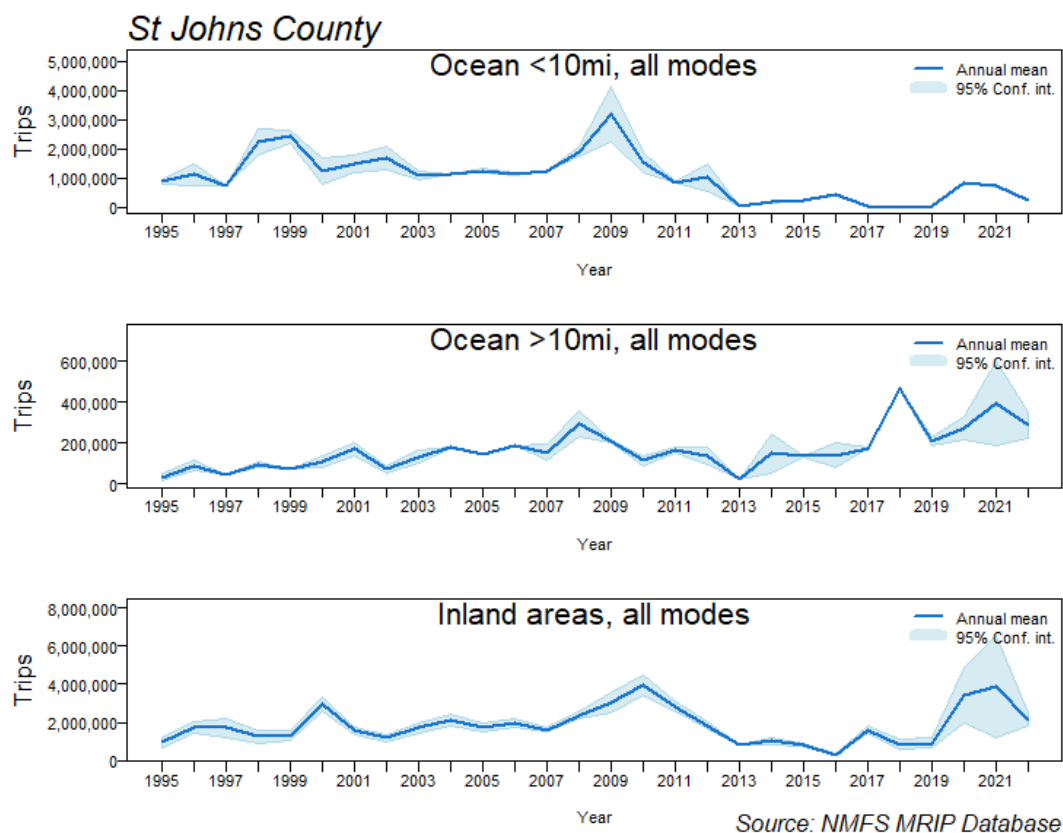 St Johns County
Ocean <10mi, all modes
Annual mean
95% Conf. int.
Trips
5,000,000
4,000,000
3,000,000
2,000,000
1,000,000
0
1995 1997 1999 2001 2003 2005 2007 2009 2011 2013 2015 2017 2019 2021
Year
Ocean >10mi, all modes
Annual mean
95% Conf. int.
Trips
600,000
400,000
200,000
0
1995 1997 1999 2001 2003 2005 2007 2009 2011 2013 2015 2017 2019 2021
Year
Inland areas, all modes
Annual mean
95% Conf. int.
Trips
8,000,000
6,000,000
4,000,000
2,000,000
0
1995 1997 1999 2001 2003 2005 2007 2009 2011 2013 2015 2017 2019 2021
Year
Source: NMFS MRIP Database